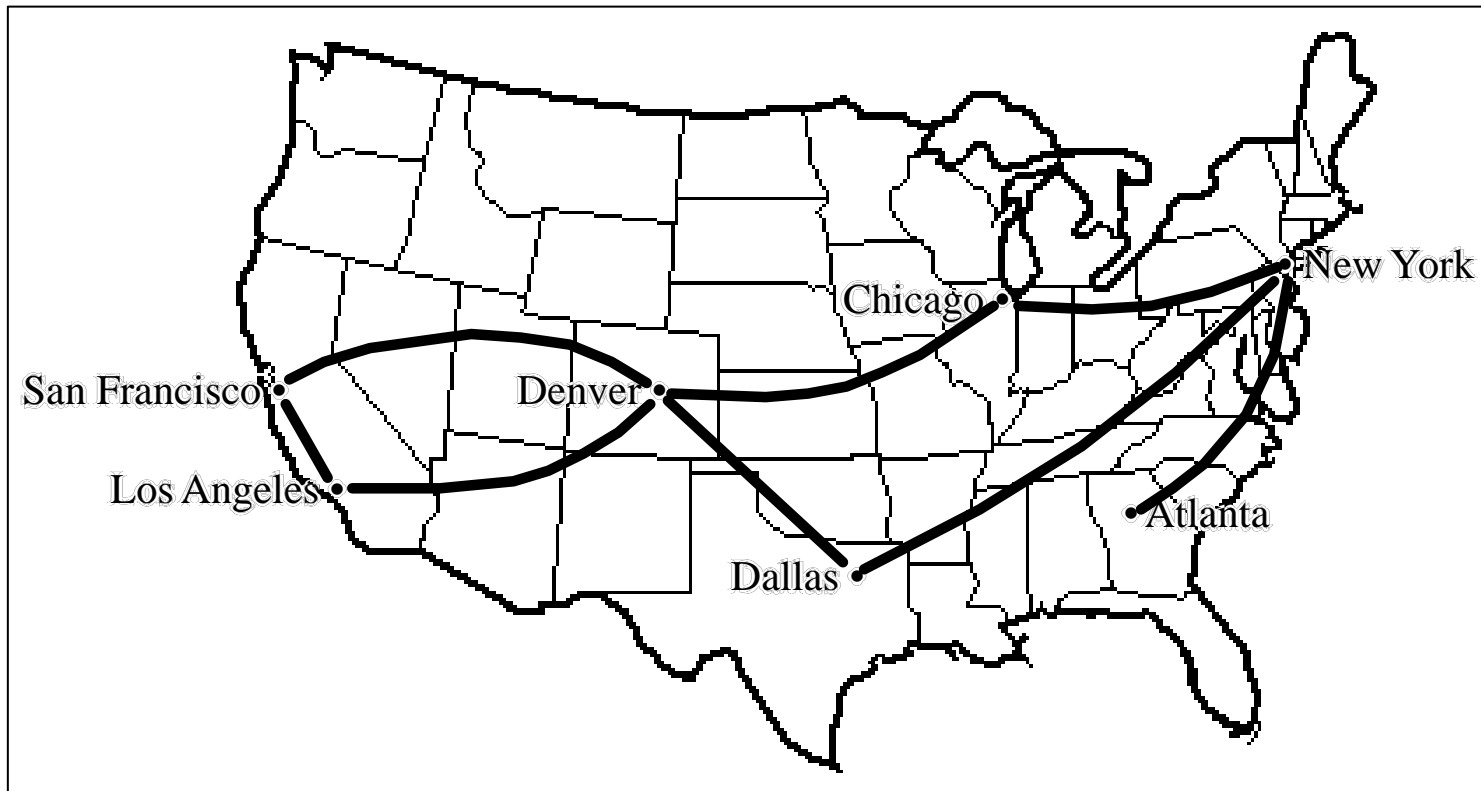 New York
Chicago
San Francisco
Denver
Los Angeles
Atlanta
Dallas